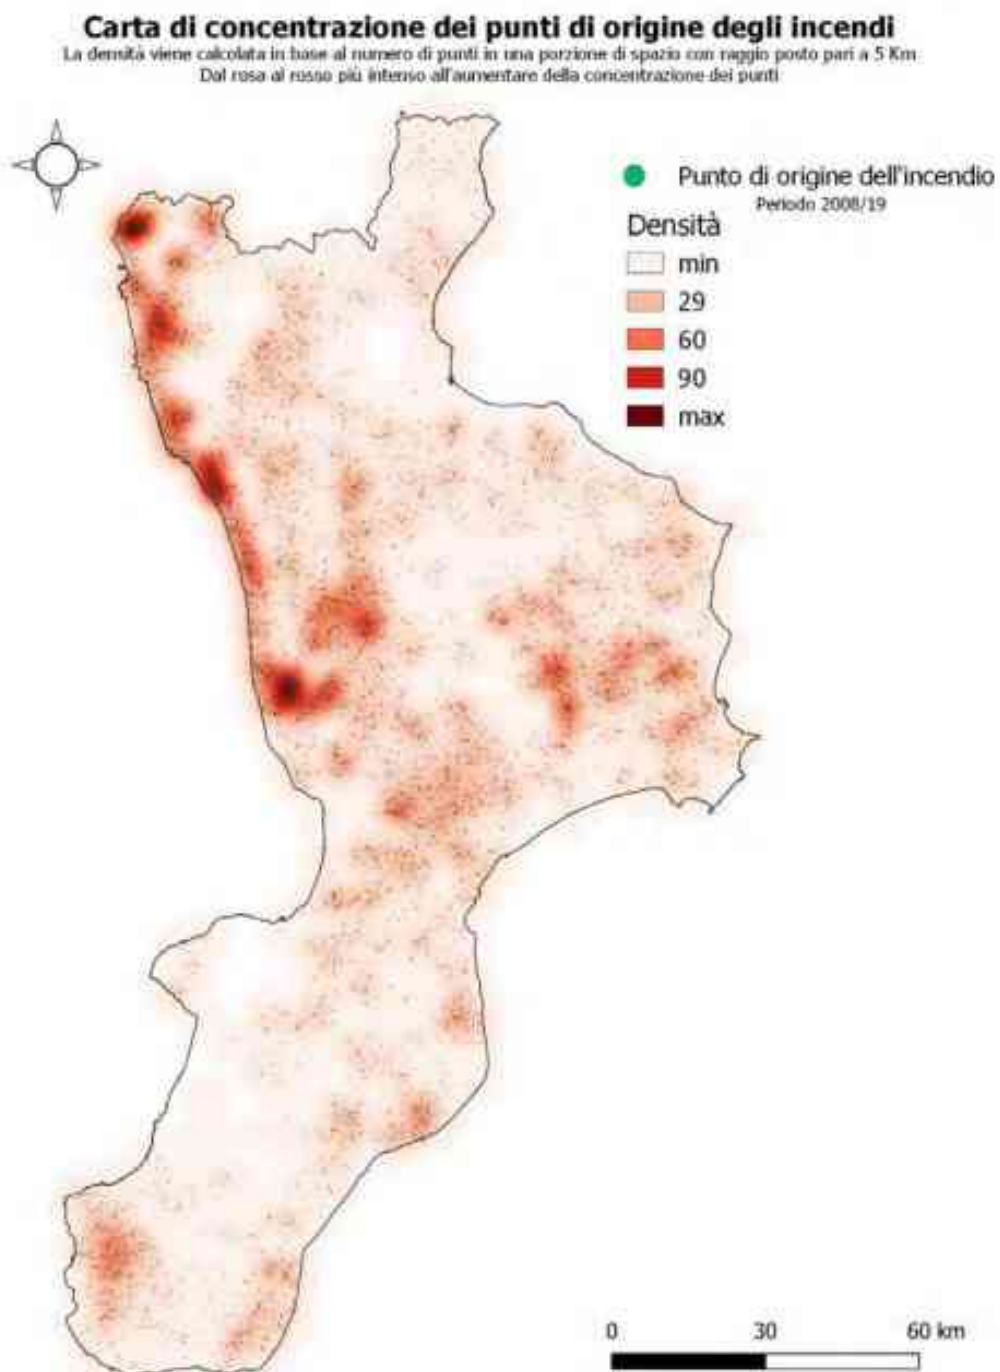 Carta di concentrazione dei punti di origine degli incendi
La densità viene calcolata in base al numero di punti in una porzione di spazio con raggio posto pari a 5 Km
Dal rosa al rosso più intenso all'aumentare della concentrazione dei punti
Punto di origine dell'incendio
Periodo 2008/19
Densità
min
29
60
90
max
0 30 60 km